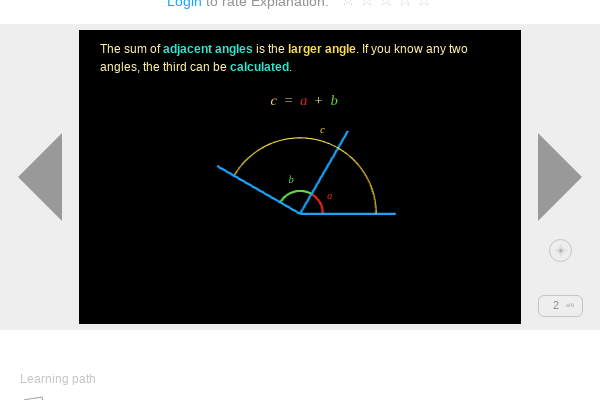 Login to rate Explanation:
The sum of adjacent angles is the larger angle. If you know any two
angles, the third can be calculated.
c = a + b
c
b
a
2
Learning path